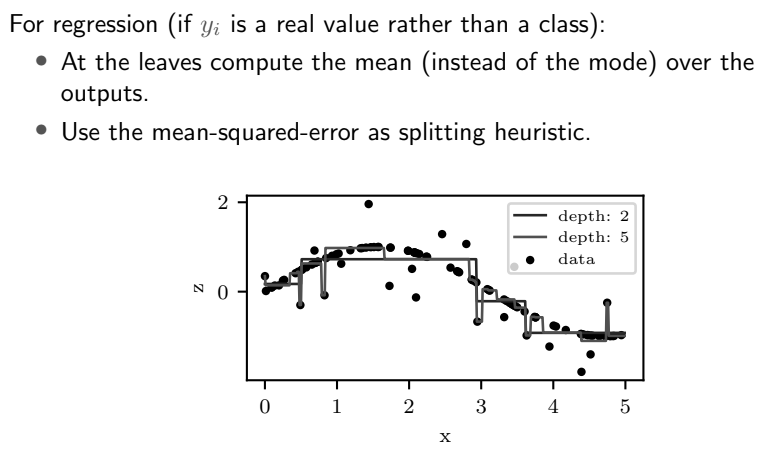 For regression (if yᵢ is a real value rather than a class):
• At the leaves compute the mean (instead of the mode) over the
outputs.
• Use the mean-squared-error as splitting heuristic.
2
0
z
depth: 2
depth: 5
data
0 1 2 3 4 5
x